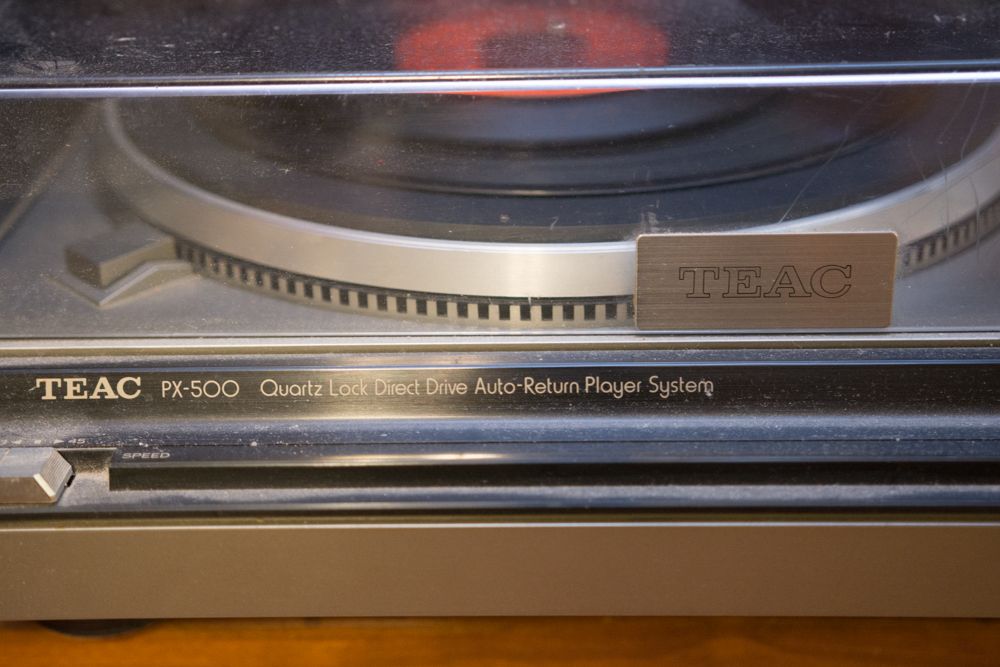 TEAC
TEAC PX-500 Quartz Lock Direct Drive Auto-Return Player System
45
SPEED